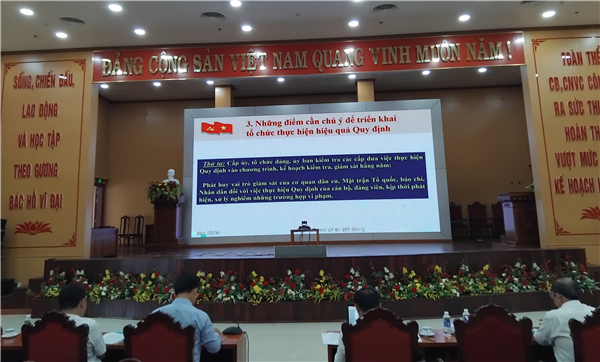 ĐẢNG CỘNG SẢN VIỆT NAM QUANG VINH MUÔN NĂM!
SỐNG, CHIẾN ĐẤU,
LAO ĐỘNG
VÀ HỌC TẬP
THEO GƯƠNG
BÁC HỒ VĨ ĐẠI
3. Những điểm cần chú ý để triển khai
tổ chức thực hiện hiệu quả Quy định
Thứ tư: Cấp ủy, tổ chức đảng, ủy ban kiểm tra các cấp đưa việc thực hiện
Quy định vào chương trình, kế hoạch kiểm tra, giám sát hằng năm;
Phát huy vai trò giám sát của cơ quan dân cử, Mặt trận Tổ quốc, báo chí,
Nhân dân đối với việc thực hiện Quy định của cán bộ, đảng viên, kịp thời phát
hiện, xử lý nghiêm những trường hợp vi phạm.
TOÀN THỂ
CB,CNVC CÔ
RA SỨC TH
HOÀN TH
VƯỢT MỨC
KẾ HOẠCH